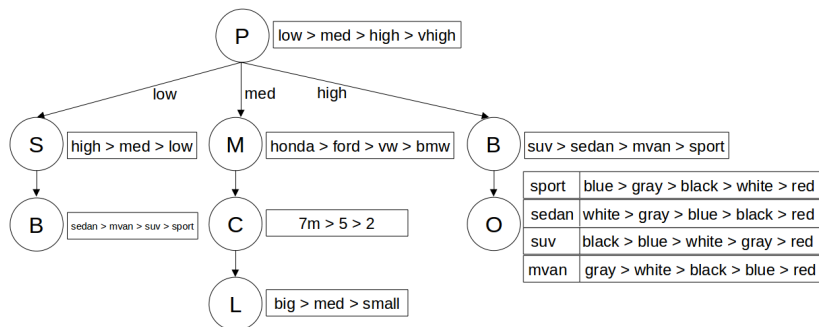 P low > med > high > vhigh
low med high
S high > med > low M honda > ford > vw > bmw B suv > sedan > mvan > sport
B sedan > mvan > suv > sport C 7m > 5 > 2 O
sport blue > gray > black > white > red
sedan white > gray > blue > black > red
suv black > blue > white > gray > red
mvan gray > white > black > blue > red
L big > med > small